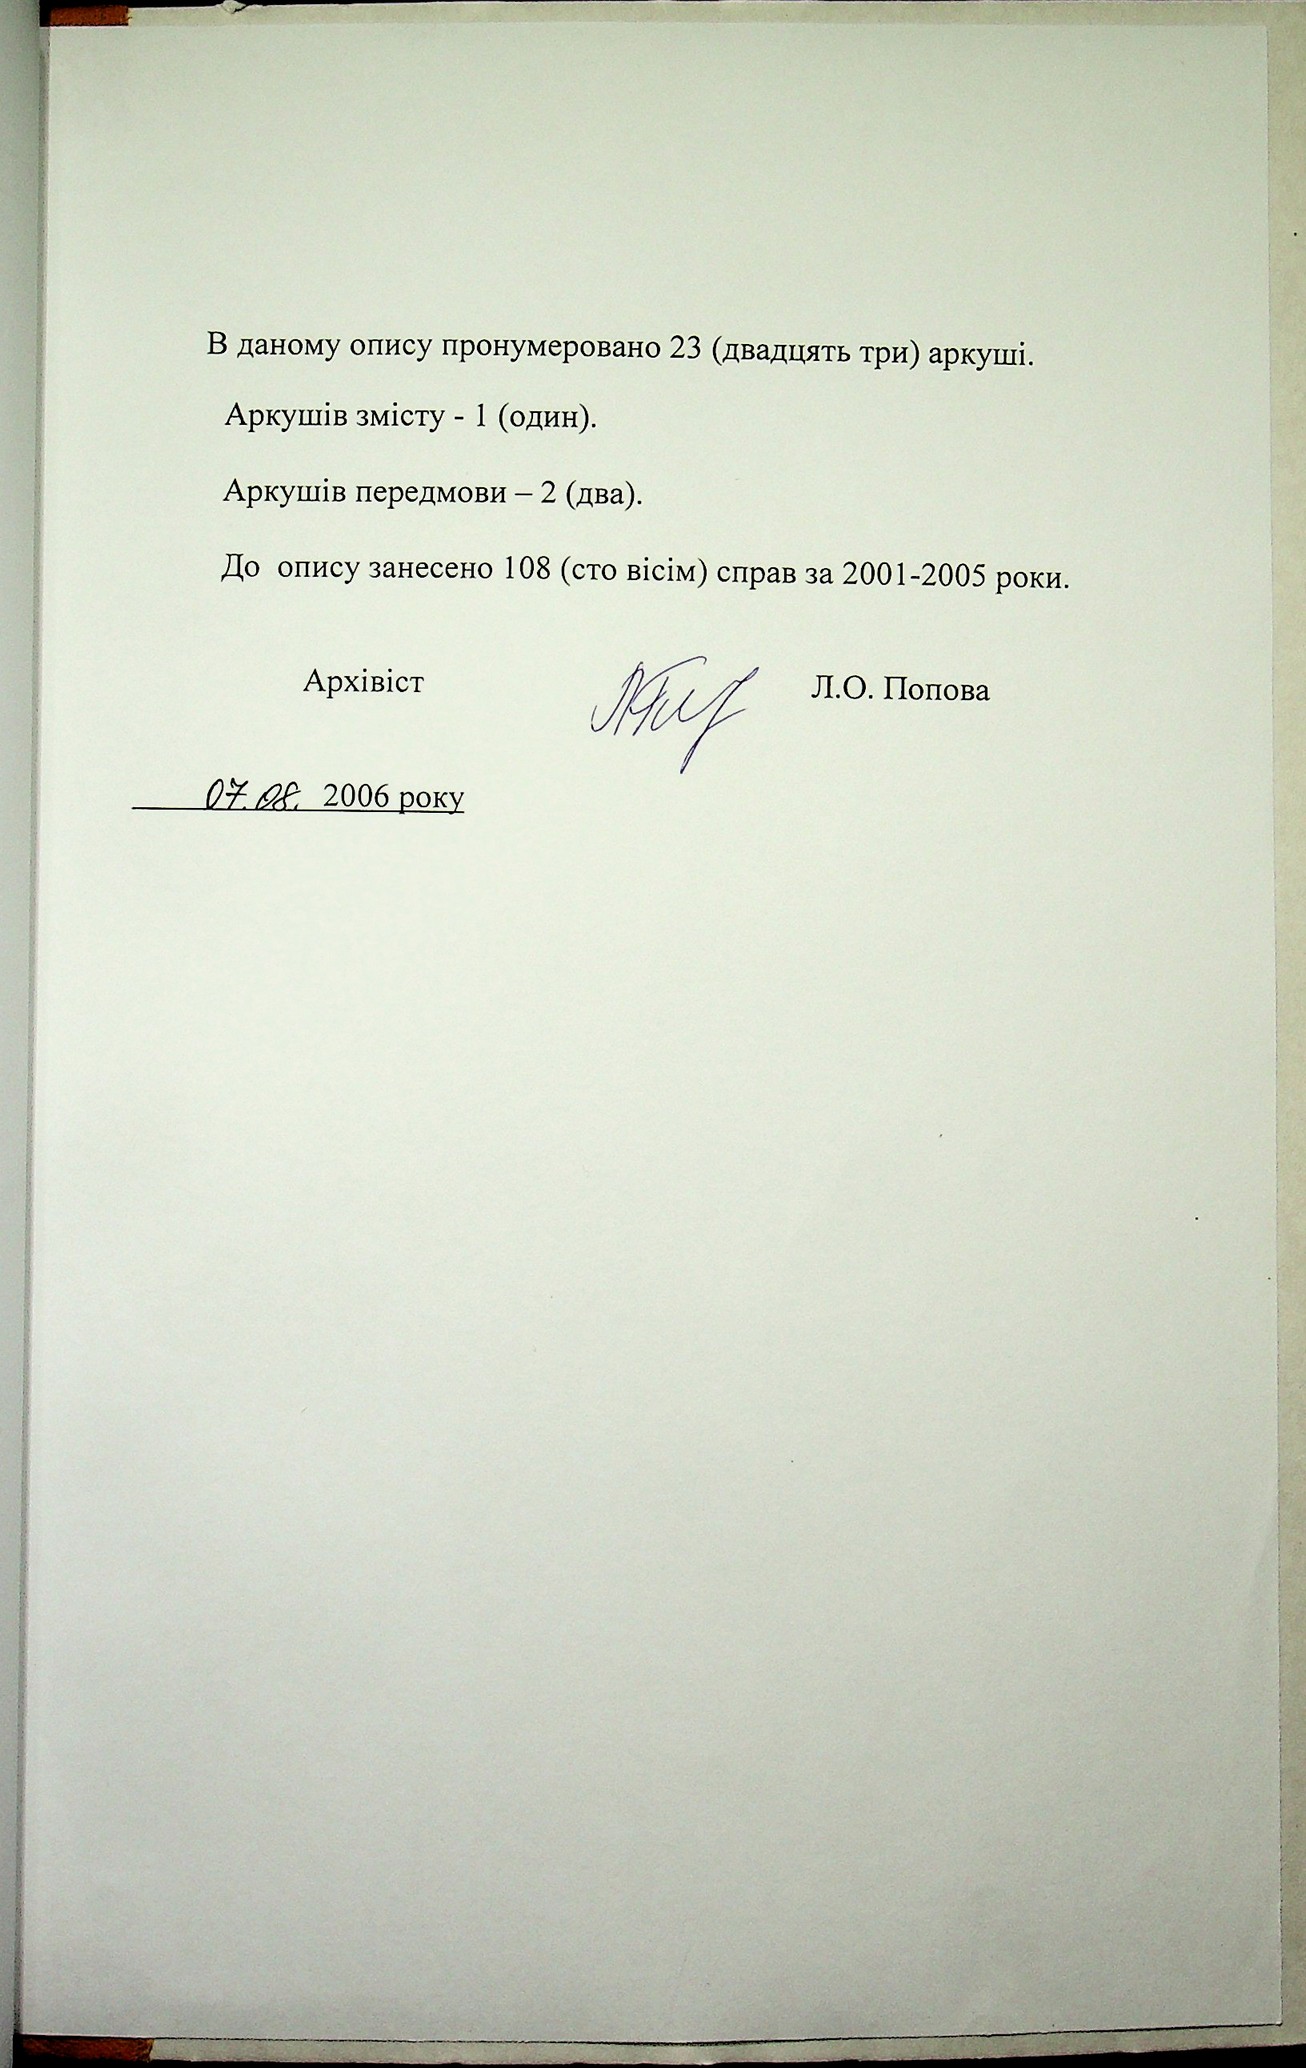 В даному опису пронумеровано 23 (двадцять три) аркуші.
Аркушів змісту - 1 (один).
Аркушів передмови – 2 (два).
До опису занесено 108 (сто вісім) справ за 2001-2005 роки.
Архівіст Л.О. Попова
07.08. 2006 року